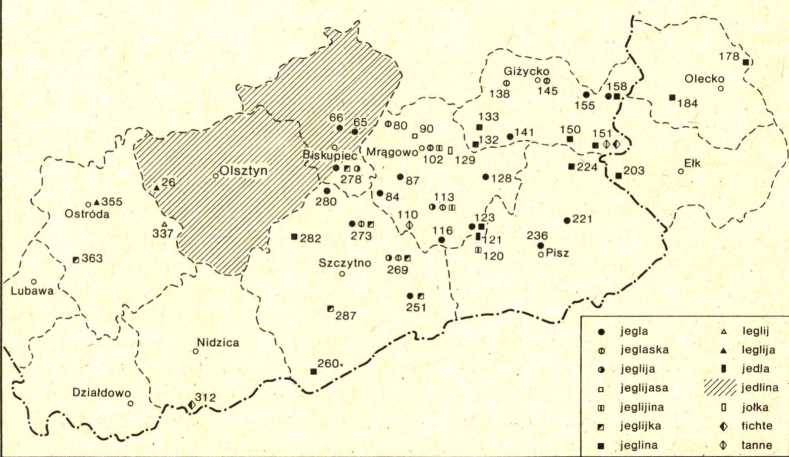 178
Giżycko
Olecko
138
145
184
155
158
66
65
80
90
133
141
150
151
Biskupiec
Mrągowo
132
102
129
Ełk
Olsztyn
278
224
203
26
87
128
355
280
84
113
Ostróda
337
110
123
221
282
273
116
121
236
363
120
Pisz
Szczytno
269
Lubawa
287
251
Nidzica
260
Działdowo
312
jegla
leglij
jeglaska
leglija
jeglija
jedla
jeglijasa
jedlina
jeglijina
jołka
jeglijka
fichte
jeglina
tanne